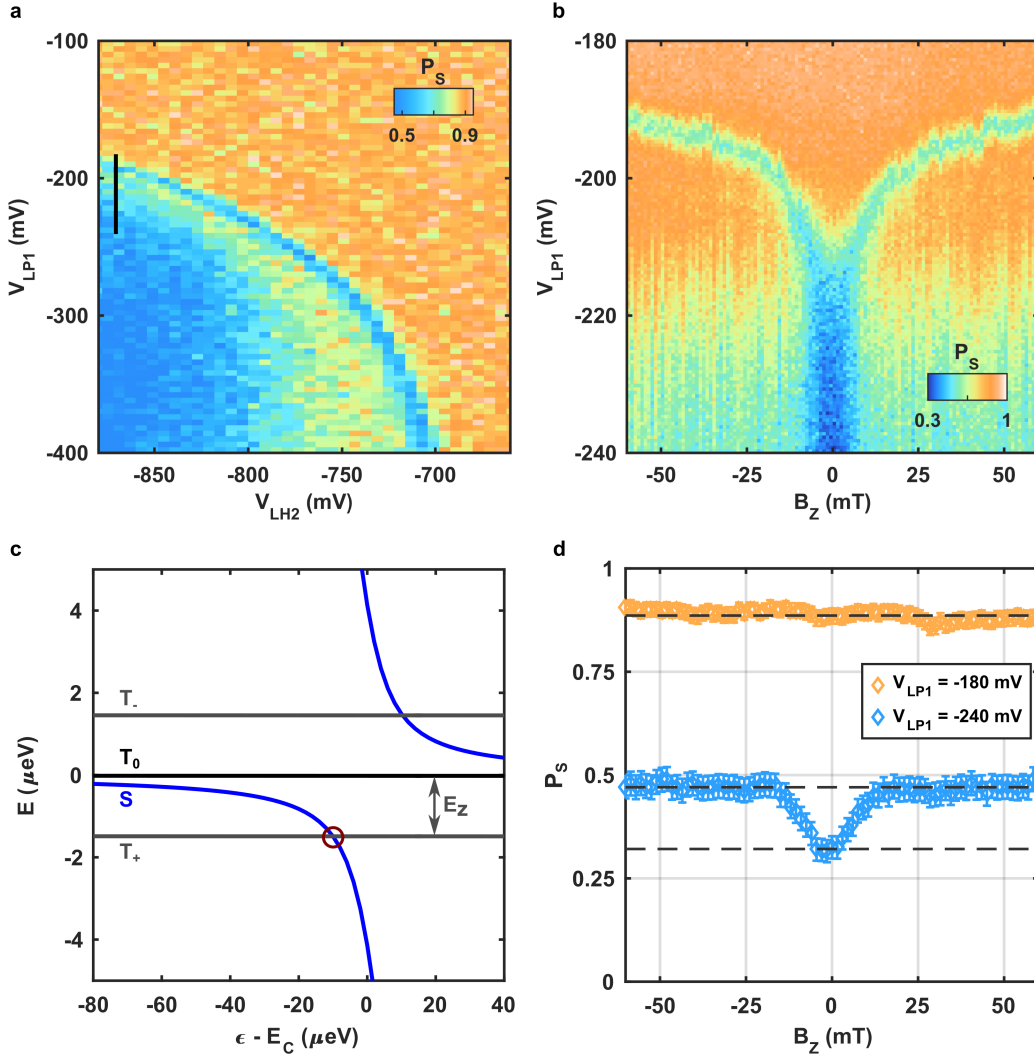 a
-100
-200
-300
-400
V_LP1 (mV)
P_S
0.5 0.9
-850 -800 -750 -700
V_LH2 (mV)
b
-180
-200
-220
-240
V_LP1 (mV)
P_S
0.3 1
-50 -25 0 25 50
B_Z (mT)
c
4
2
0
-2
-4
E (μeV)
T_-
T_0
S
E_Z
T_+
-80 -60 -40 -20 0 20 40
ϵ - E_C (μeV)
d
1
0.75
0.5
0.25
0
P_S
V_LP1 = -180 mV
V_LP1 = -240 mV
-50 -25 0 25 50
B_Z (mT)